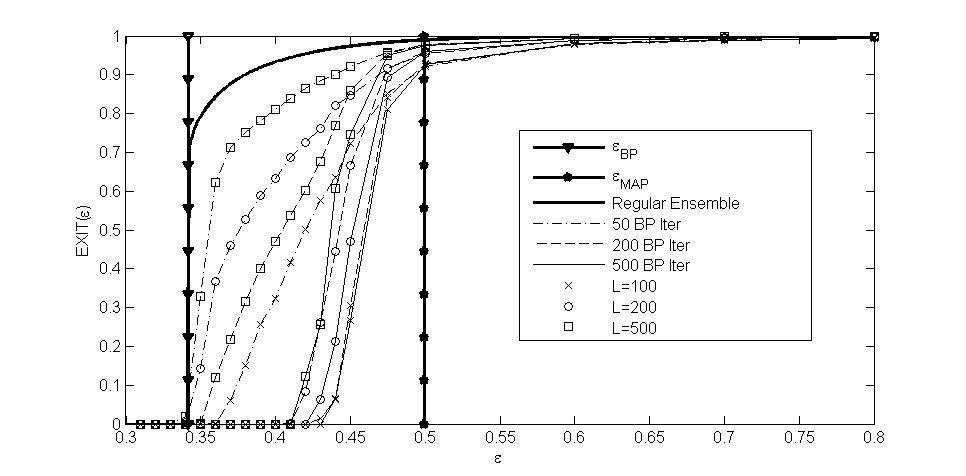 1
0.9
0.8
0.7
0.6
0.5
0.4
0.3
0.2
0.1
0
EXIT(ε)
0.3 0.35 0.4 0.45 0.5 0.55 0.6 0.65 0.7 0.75 0.8
ε
ε_BP
ε_MAP
Regular Ensemble
50 BP Iter
200 BP Iter
500 BP Iter
L=100
L=200
L=500